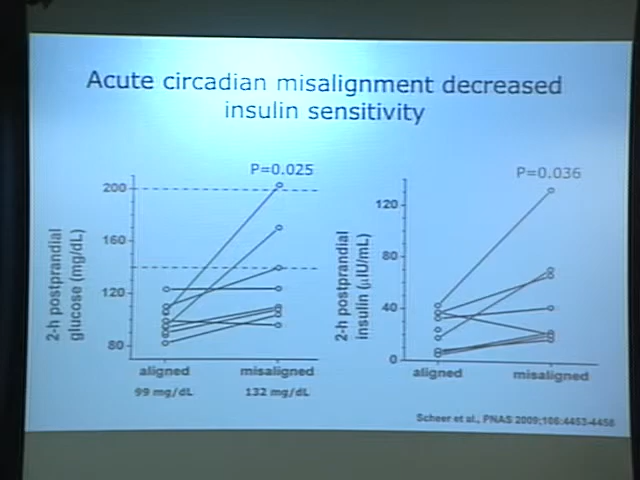 Acute circadian misalignment decreased
insulin sensitivity
P=0.025
200
160
120
80
2-h postprandial
glucose (mg/dL)
aligned
misaligned
99 mg/dL
132 mg/dL
P=0.036
120
80
40
0
2-h postprandial
insulin (μIU/mL)
aligned
misaligned
Scheer et al., PNAS 2009;106:4453-4458